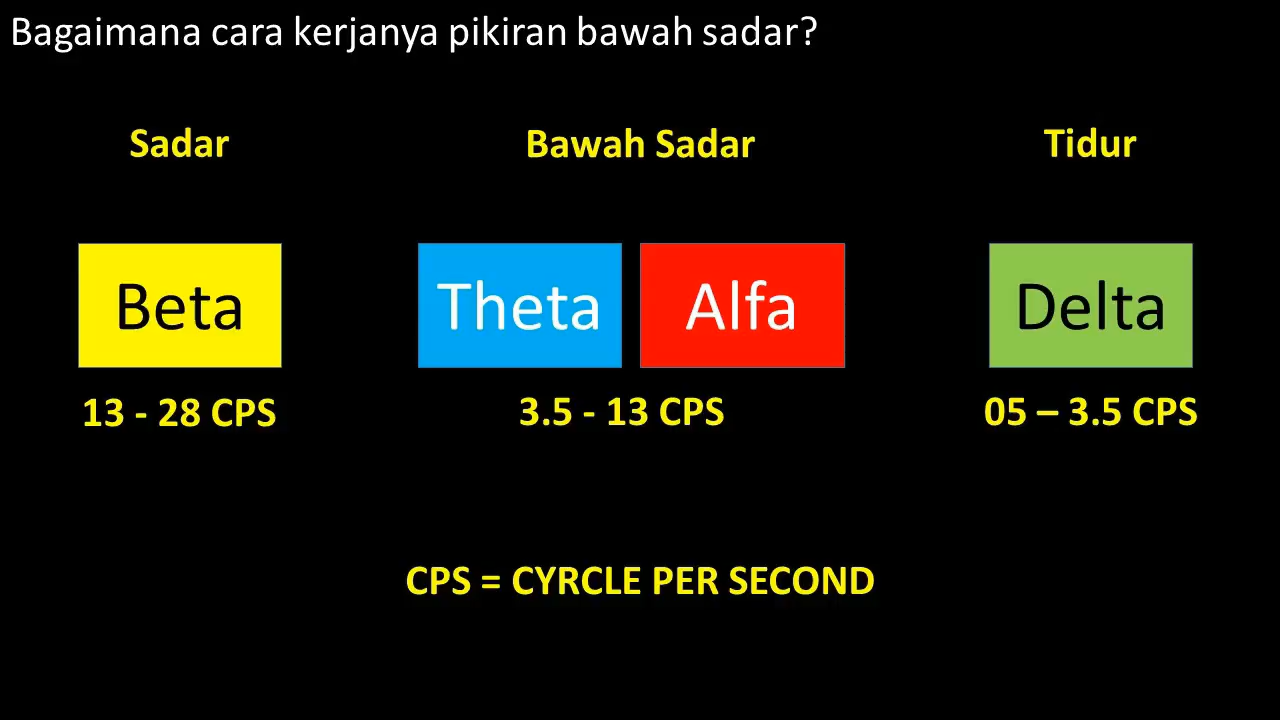 Bagaimana cara kerjanya pikiran bawah sadar?
Sadar
Bawah Sadar
Tidur
Beta
Theta
Alfa
Delta
13 - 28 CPS
3.5 - 13 CPS
05 – 3.5 CPS
CPS = CYRCLE PER SECOND